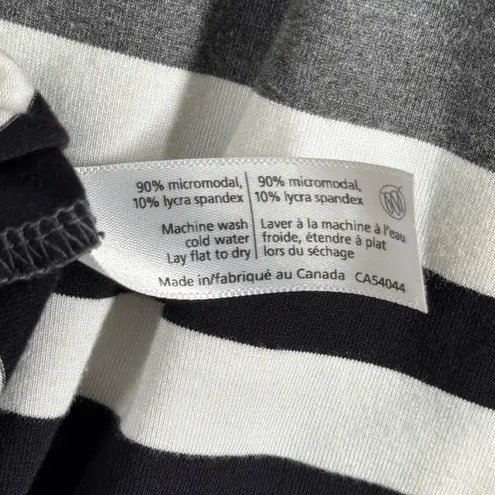 90% micromodal,
10% lycra spandex
Machine wash
cold water
Lay flat to dry
90% micromodal,
10% lycra spandex
Laver à la machine à l'eau
froide, étendre à plat
lors du séchage
Made in/fabriqué au Canada CA54044